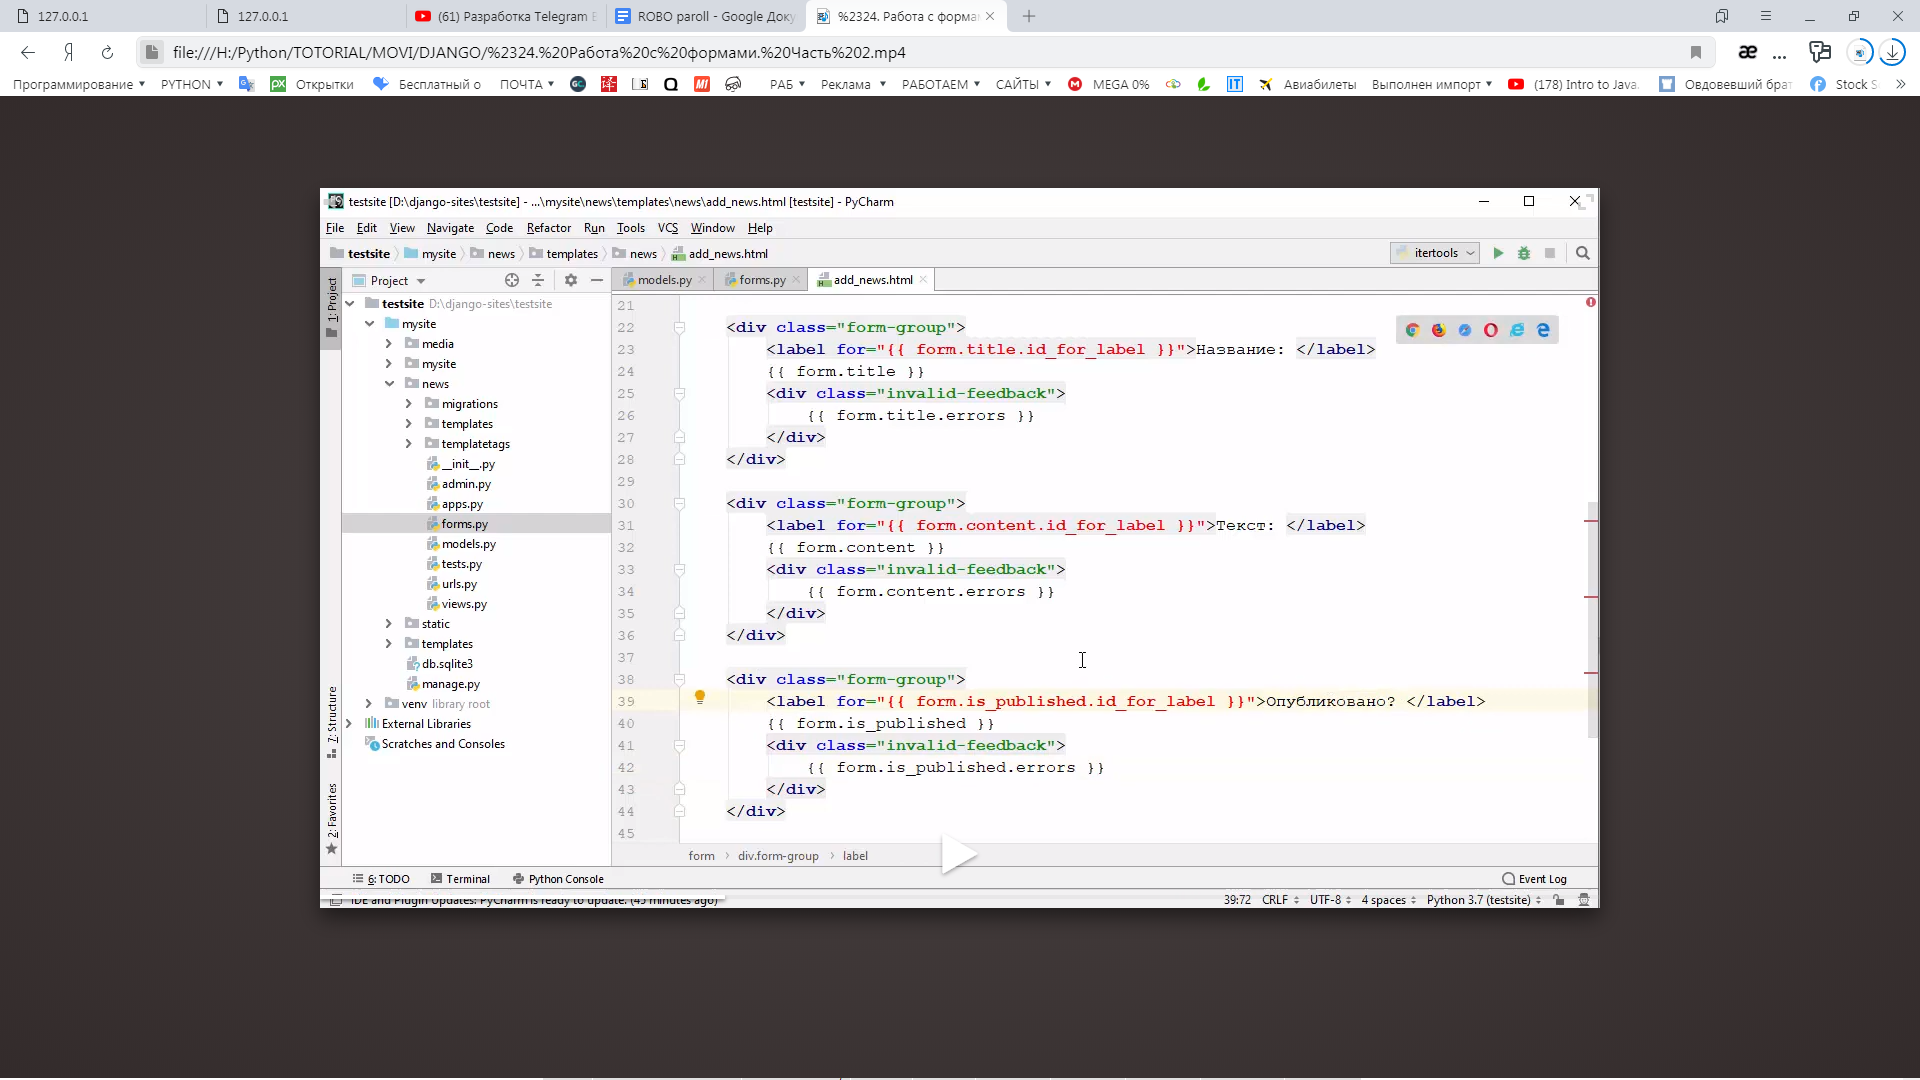 127.0.0.1
127.0.0.1
(61) Разработка Telegram
ROBO paroll - Google Доку
%2324. Работа с форма
Я
file:///H:/Python/TOTORIAL/MOVI/DJANGO/%2324.%20Работа%20с%20формами.%20Часть%202.mp4
æ ...
Программирование PYTHON px Открытки Бесплатный о ПОЧТА GC РАБ Реклама РАБОТАЕМ САЙТЫ MEGA 0% IT Авиабилеты Выполнен импорт (178) Intro to Java. Овдовевший брат Stock S
testsite [D:\django-sites\testsite] - ...\mysite\news\templates\news\add_news.html [testsite] - PyCharm
File Edit View Navigate Code Refactor Run Tools VCS Window Help
testsite mysite news templates news add_news.html
itertools
1: Project
Project
models.py forms.py add_news.html
testsite D:\django-sites\testsite
mysite
media
mysite
news
migrations
templates
templatetags
__init__.py
admin.py
apps.py
forms.py
models.py
tests.py
urls.py
views.py
static
templates
db.sqlite3
manage.py
venv library root
External Libraries
Scratches and Consoles
7: Structure
2: Favorites
21
22 <div class="form-group">
23 <label for="{{ form.title.id_for_label }}">Название: </label>
24 {{ form.title }}
25 <div class="invalid-feedback">
26 {{ form.title.errors }}
27 </div>
28 </div>
29
30 <div class="form-group">
31 <label for="{{ form.content.id_for_label }}">Текст: </label>
32 {{ form.content }}
33 <div class="invalid-feedback">
34 {{ form.content.errors }}
35 </div>
36 </div>
37
38 <div class="form-group">
39 <label for="{{ form.is_published.id_for_label }}">Опубликовано? </label>
40 {{ form.is_published }}
41 <div class="invalid-feedback">
42 {{ form.is_published.errors }}
43 </div>
44 </div>
45
form div.form-group label
6: TODO Terminal Python Console
Event Log
IDE and Plugin Updates: PyCharm is ready to update. (45 minutes ago)
39:72 CRLF UTF-8 4 spaces Python 3.7 (testsite)